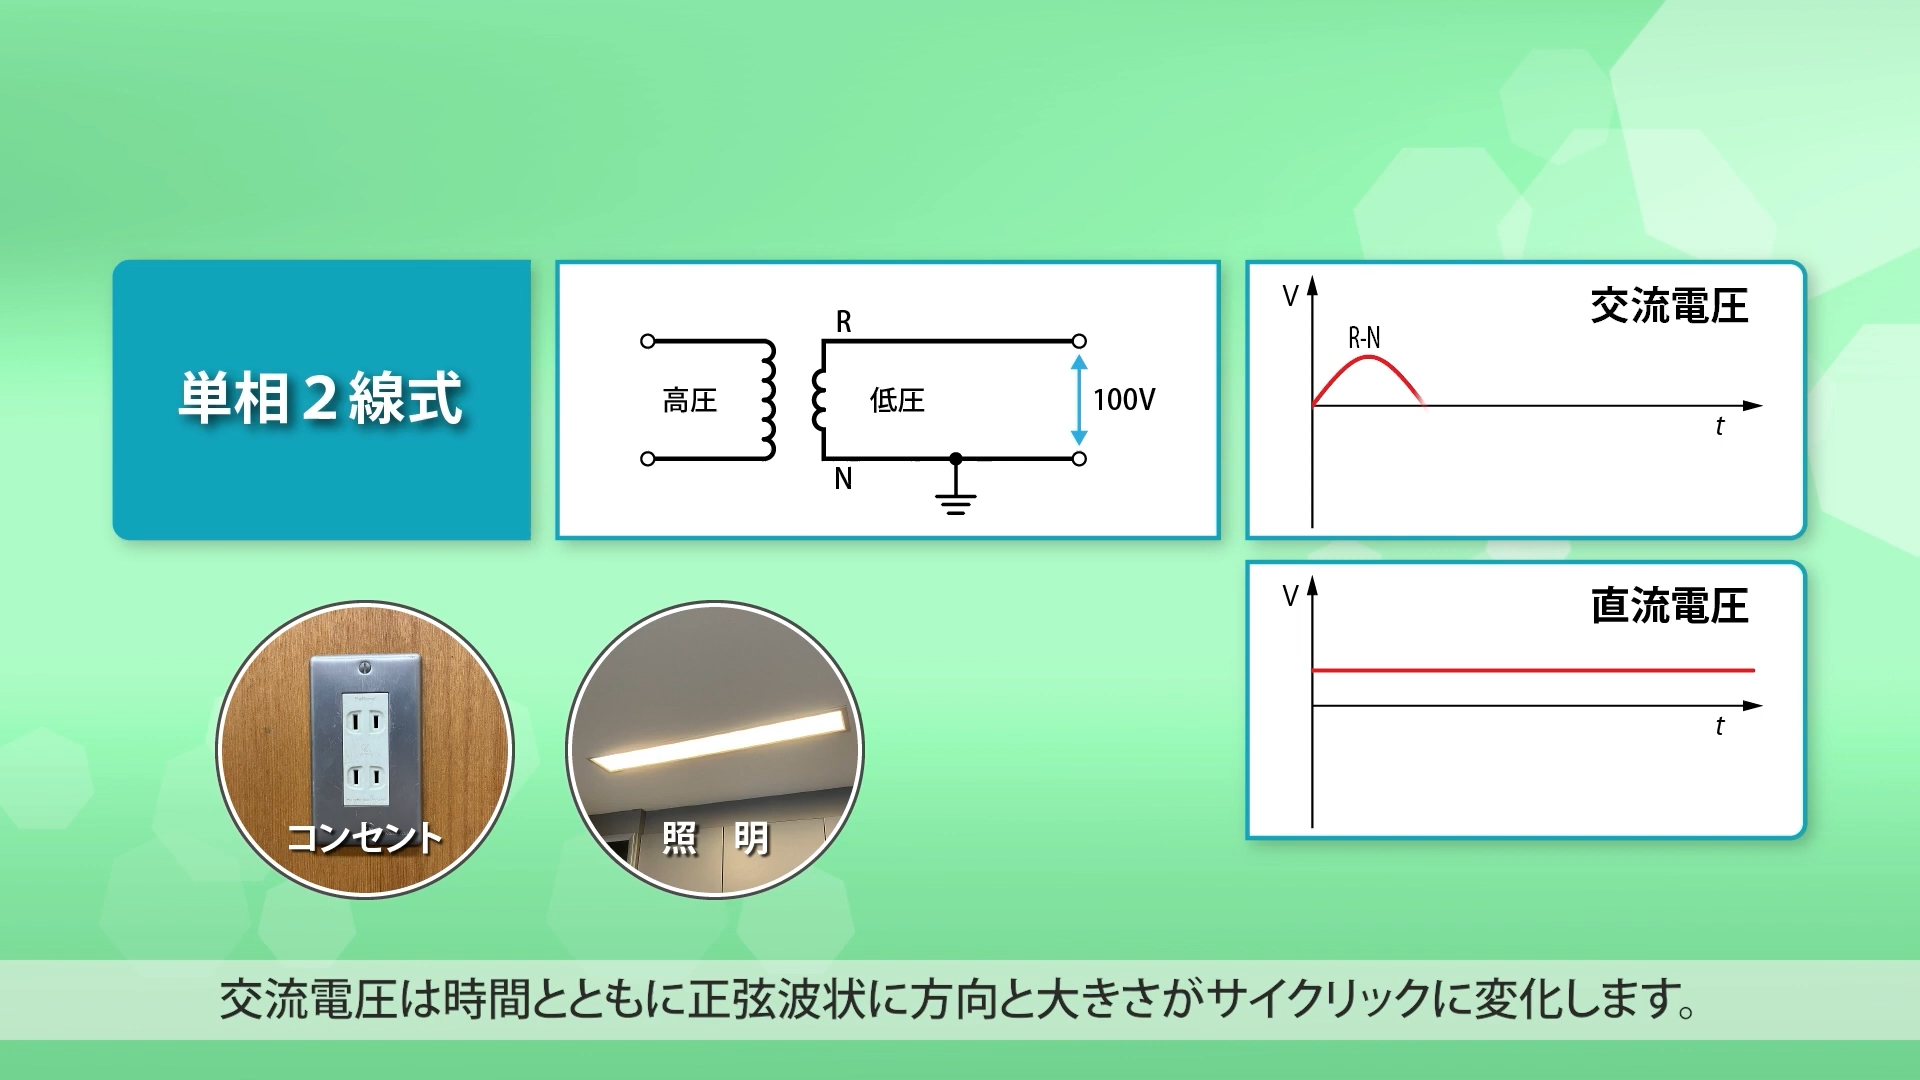 単相2線式
高圧
R
低圧
N
100V
V
交流電圧
R-N
t
V
直流電圧
t
コンセント
照 明
交流電圧は時間とともに正弦波状に方向と大きさがサイクリックに変化します。